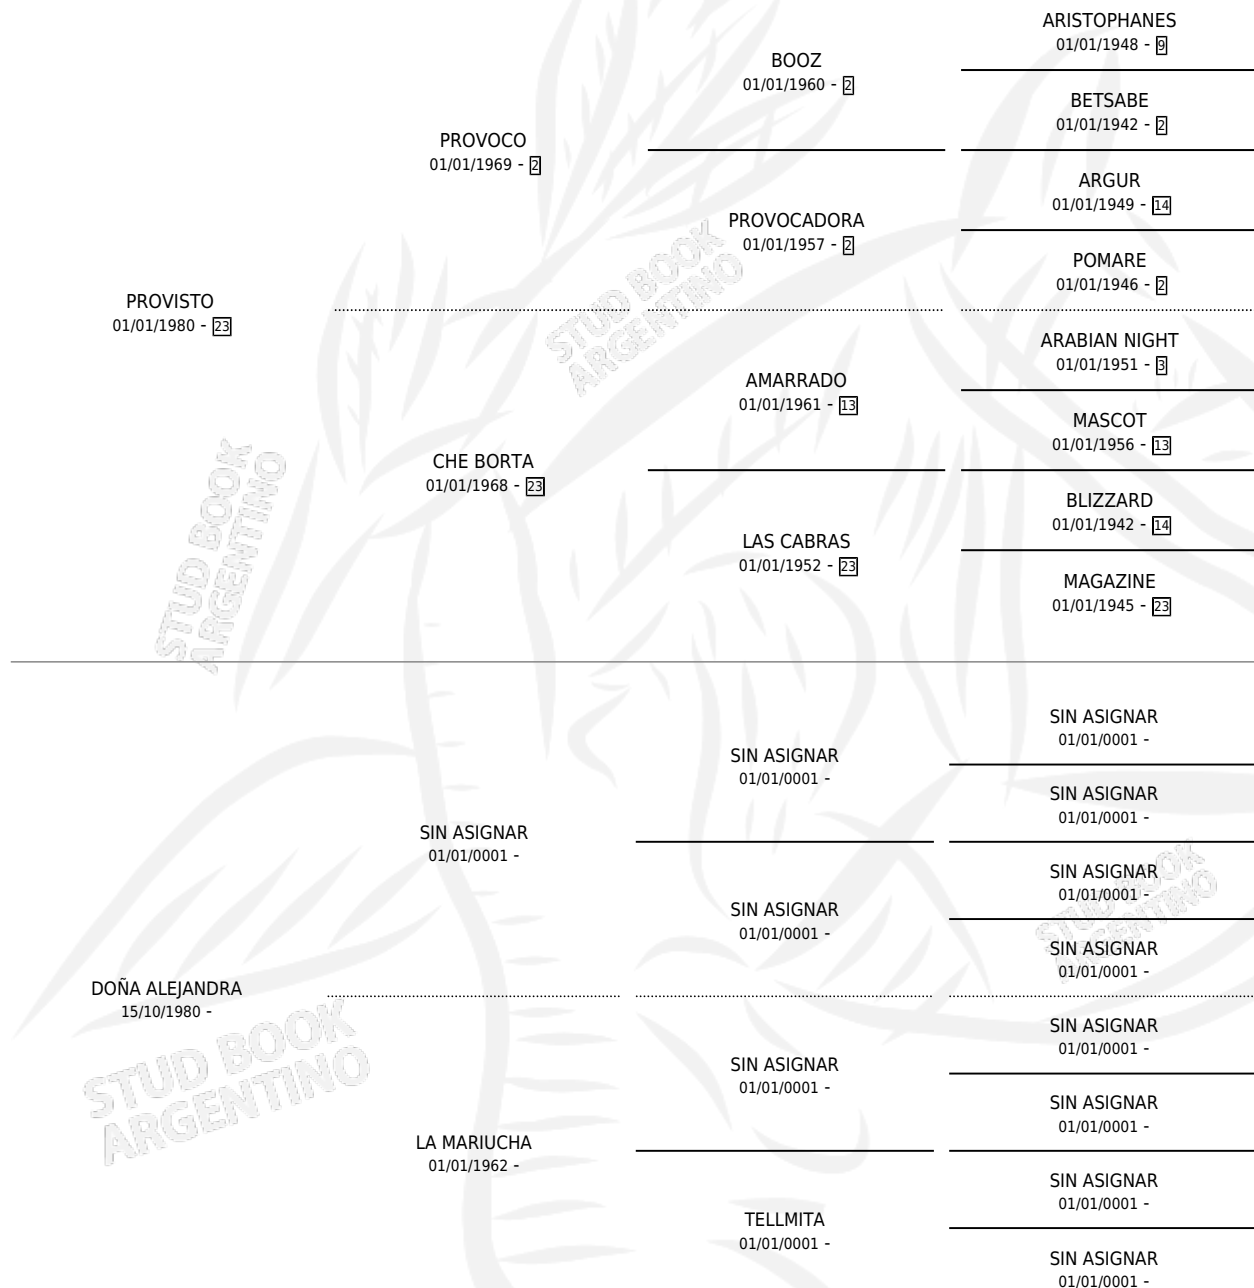 ARISTOPHANES
01/01/1948 - 9
BOOZ
01/01/1960 - 2
BETSABE
01/01/1942 - 2
PROVOCO
01/01/1969 - 2
ARGUR
01/01/1949 - 14
PROVOCADORA
01/01/1957 - 2
POMARE
01/01/1946 - 2
PROVISTO
01/01/1980 - 23
STUD BOOK
ARGENTINO
ARABIAN NIGHT
01/01/1951 - 3
AMARRADO
01/01/1961 - 13
MASCOT
01/01/1956 - 13
CHE BORTA
01/01/1968 - 23
BLIZZARD
01/01/1942 - 14
LAS CABRAS
01/01/1952 - 23
MAGAZINE
01/01/1945 - 23
STUD BOOK
ARGENTINO
SIN ASIGNAR
01/01/0001 -
SIN ASIGNAR
01/01/0001 -
SIN ASIGNAR
01/01/0001 -
SIN ASIGNAR
01/01/0001 -
SIN ASIGNAR
01/01/0001 -
SIN ASIGNAR
01/01/0001 -
SIN ASIGNAR
01/01/0001 -
STUD BOOK
ARGENTINO
DOÑA ALEJANDRA
15/10/1980 -
SIN ASIGNAR
01/01/0001 -
SIN ASIGNAR
01/01/0001 -
SIN ASIGNAR
01/01/0001 -
LA MARIUCHA
01/01/1962 -
SIN ASIGNAR
01/01/0001 -
TELLMITA
01/01/0001 -
SIN ASIGNAR
01/01/0001 -
STUD BOOK
ARGENTINO